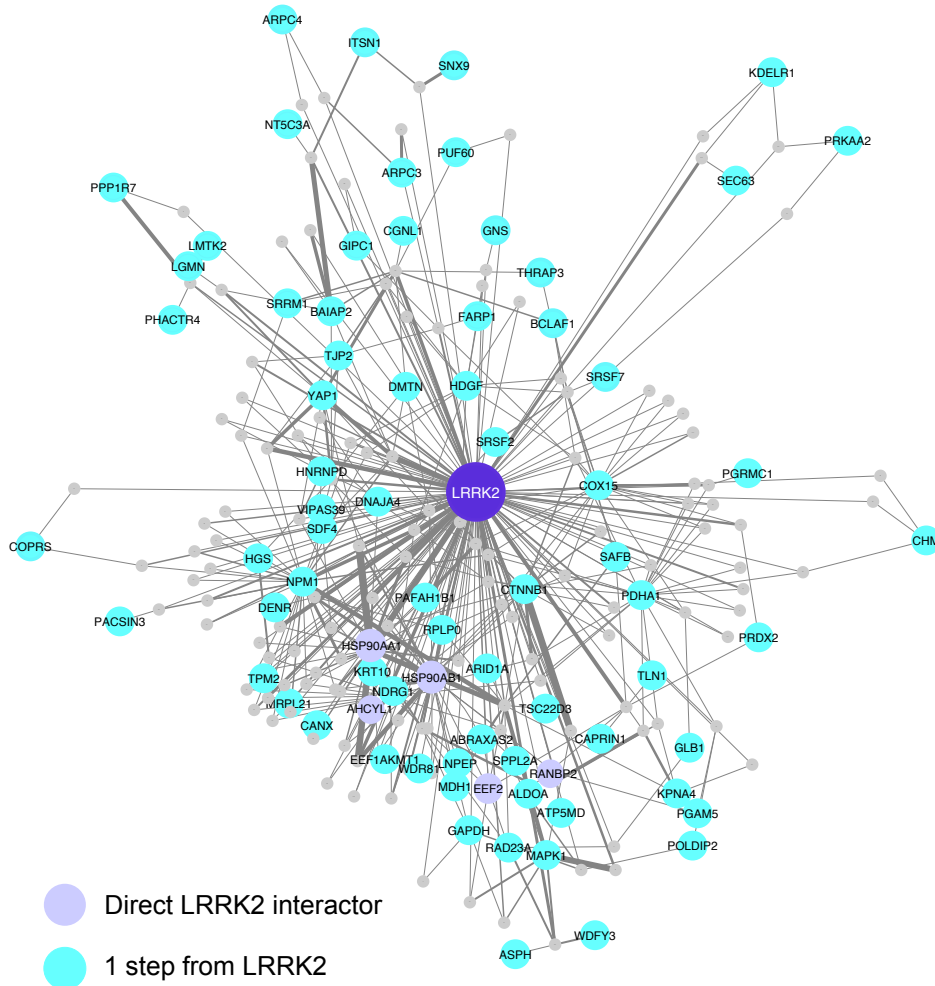 ARPC4
ITSN1
SNX9
KDELR1
NT5C3A
PUF60
PRKAA2
ARPC3
SEC63
PPP1R7
LMTK2
GIPC1
CGNL1
GNS
LGMN
THRAP3
SRRM1
BAIAP2
PHACTR4
FARP1
BCLAF1
TJP2
SRSF7
YAP1
DMTN
HDGF
SRSF2
HNRNPD
LRRK2
COX15
PGRMC1
VIPAS39
DNAJA4
SDF4
COPRS
HGS
SAFB
CHM
NPM1
CTNNB1
PDHA1
DENR
PAFAH1B1
PACSIN3
RPLP0
PRDX2
HSP90AA1
KRT10
HSP90AB1
ARID1A
TPM2
NDRG1
TLN1
MRPL21
AHCYL1
TSC22D3
CANX
ABRAXAS2
CAPRIN1
GLB1
EEF1AKMT1
WDR81
LNPEP
SPPL2A
RANBP2
MDH1
EEF2
ALDOA
KPNA4
ATP5MD
PGAM5
GAPDH
RAD23A
MAPK1
POLDIP2
WDFY3
ASPH
Direct LRRK2 interactor
1 step from LRRK2